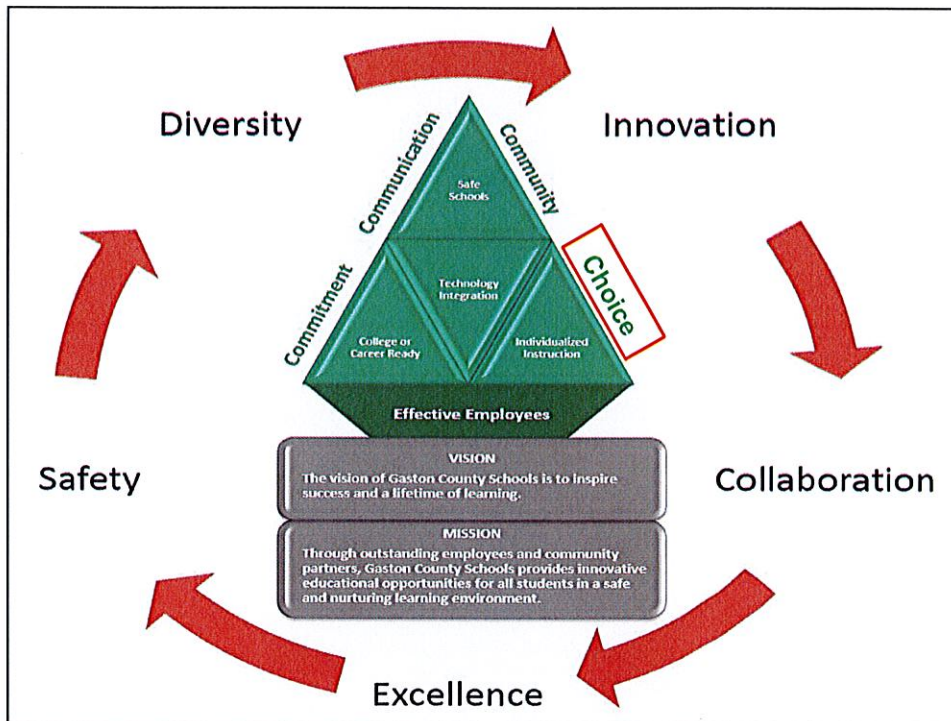 Diversity
Innovation
Communication
Community
Safe
Schools
Choice
Technology
Integration
Commitment
College or
Career Ready
Individualized
Instruction
Effective Employees
Safety
Collaboration
VISION
The vision of Gaston County Schools is to inspire
success and a lifetime of learning.
MISSION
Through outstanding employees and community
partners, Gaston County Schools provides innovative
educational opportunities for all students in a safe
and nurturing learning environment.
Excellence